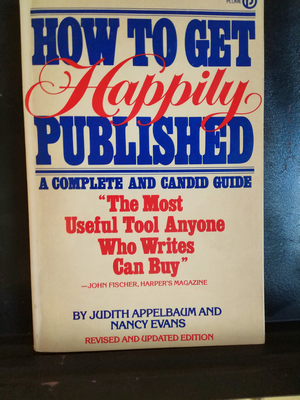 PLUME
HOW TO GET
Happily
PUBLISHED
A COMPLETE AND CANDID GUIDE
“The Most
Useful Tool Anyone
Who Writes
Can Buy”
—JOHN FISCHER, HARPER'S MAGAZINE
BY JUDITH APPELBAUM AND
NANCY EVANS
REVISED AND UPDATED EDITION